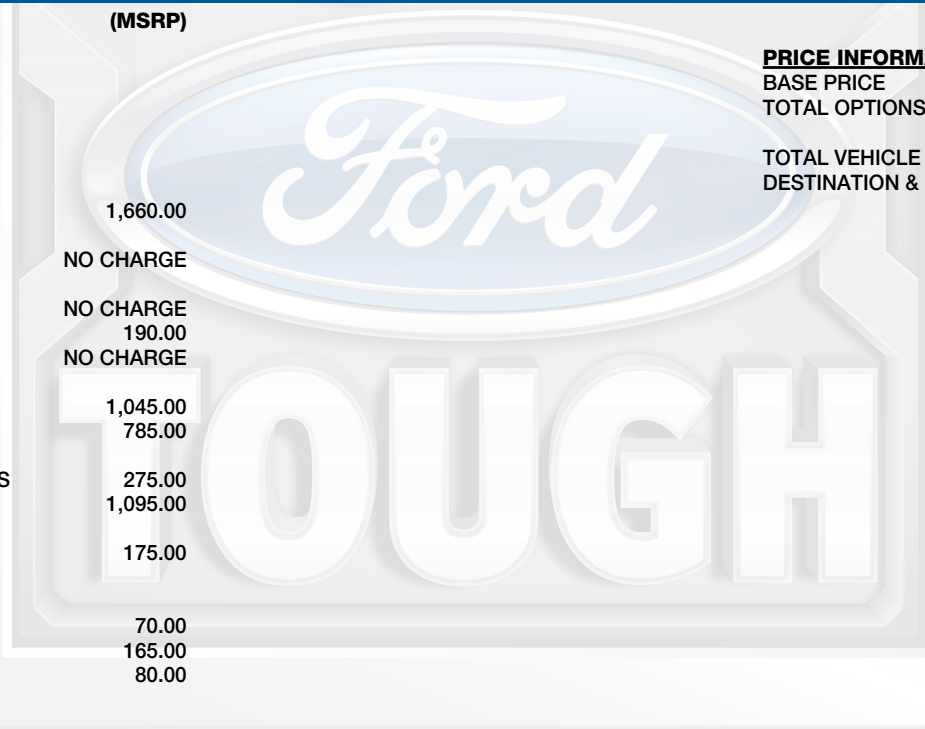 (MSRP)
1,660.00
NO CHARGE
NO CHARGE
190.00
NO CHARGE
1,045.00
785.00
S 275.00
1,095.00
175.00
70.00
165.00
80.00
PRICE INFORMA
BASE PRICE
TOTAL OPTIONS
TOTAL VEHICLE
DESTINATION &
Ford
TOUGH